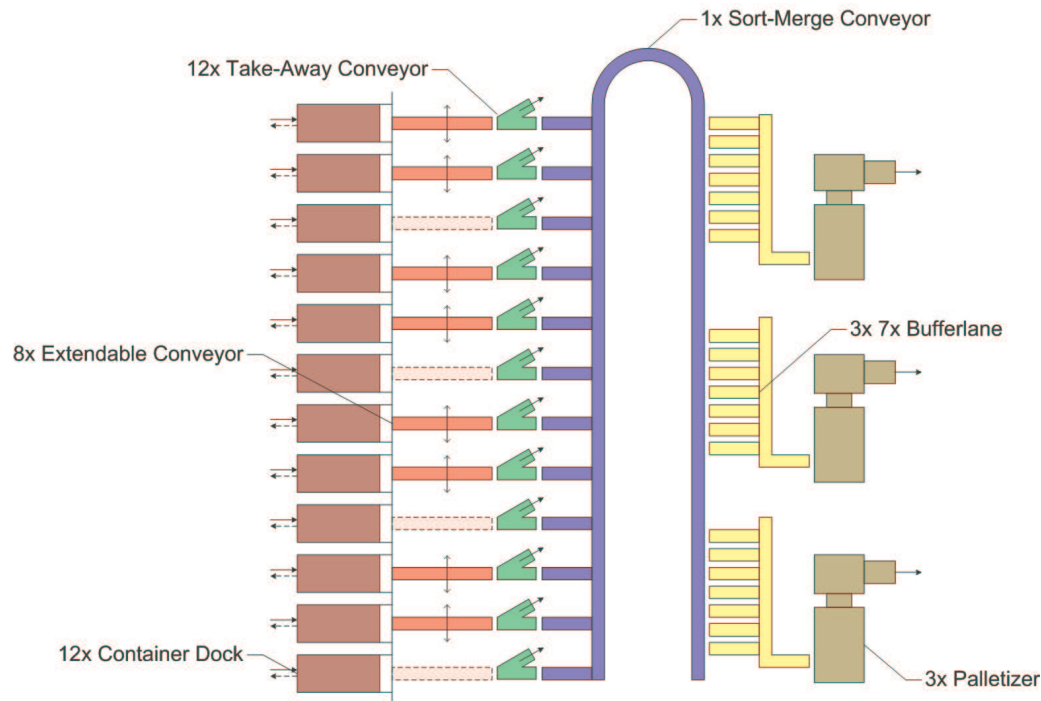 1x Sort-Merge Conveyor
12x Take-Away Conveyor
8x Extendable Conveyor
3x 7x Bufferlane
12x Container Dock
3x Palletizer